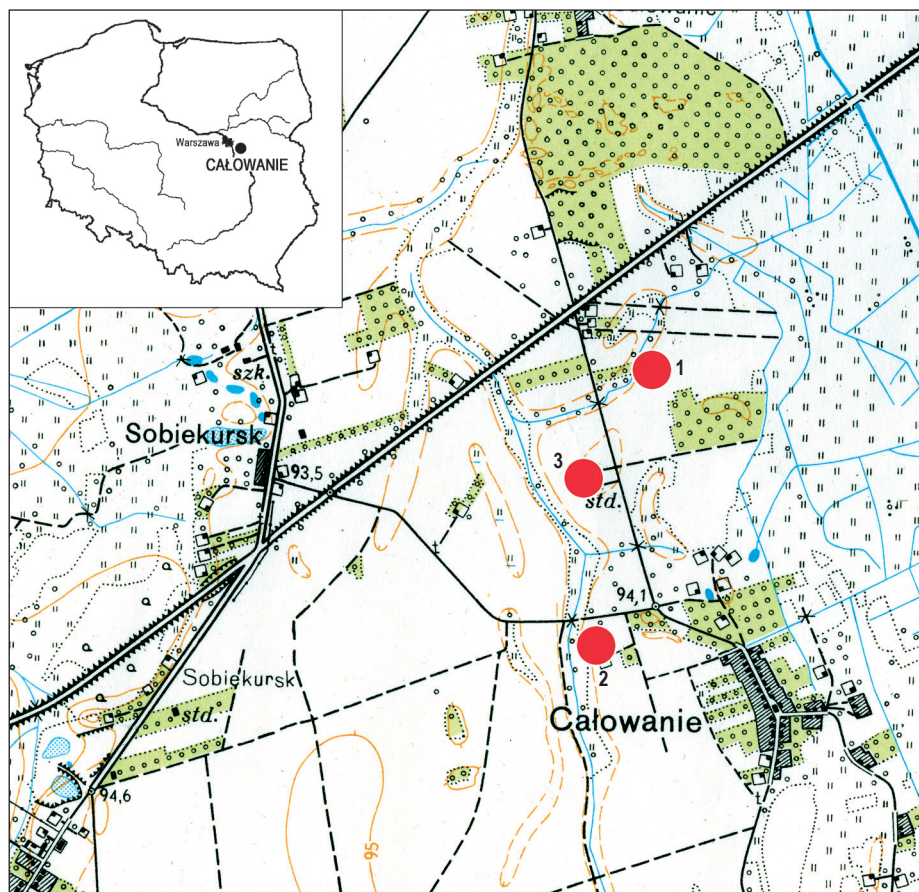 Warszawa
CAŁOWANIE
szk.
Sobiekursk
93,5
1
3
std.
94,1
2
Całowanie
Sobiekursk
std.
94,6
95